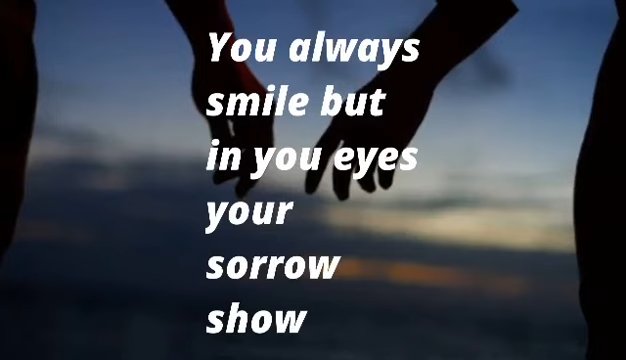 You always
smile but
in you eyes
your
sorrow
show